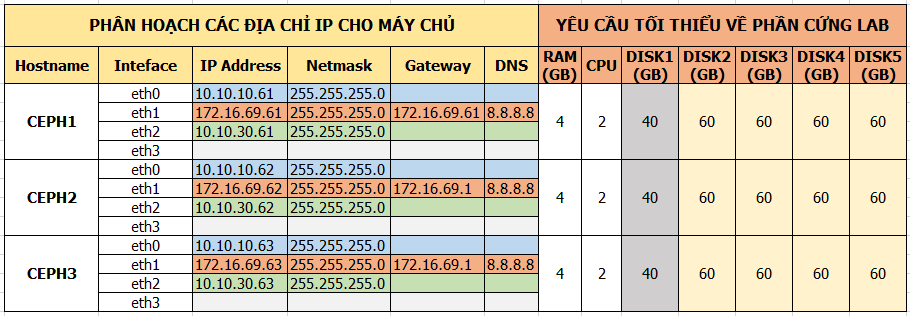 PHÂN HOẠCH CÁC ĐỊA CHỈ IP CHO MÁY CHỦ YÊU CẦU TỐI THIỂU VỀ PHẦN CỨNG LAB
Hostname Inteface IP Address Netmask Gateway DNS RAM (GB) CPU DISK1 (GB) DISK2 (GB) DISK3 (GB) DISK4 (GB) DISK5 (GB)
CEPH1 eth0 10.10.10.61 255.255.255.0 4 2 40 60 60 60 60
eth1 172.16.69.61 255.255.255.0 172.16.69.61 8.8.8.8
eth2 10.10.30.61 255.255.255.0
eth3
CEPH2 eth0 10.10.10.62 255.255.255.0 4 2 40 60 60 60 60
eth1 172.16.69.62 255.255.255.0 172.16.69.1 8.8.8.8
eth2 10.10.30.62 255.255.255.0
eth3
CEPH3 eth0 10.10.10.63 255.255.255.0 4 2 40 60 60 60 60
eth1 172.16.69.63 255.255.255.0 172.16.69.1 8.8.8.8
eth2 10.10.30.63 255.255.255.0
eth3